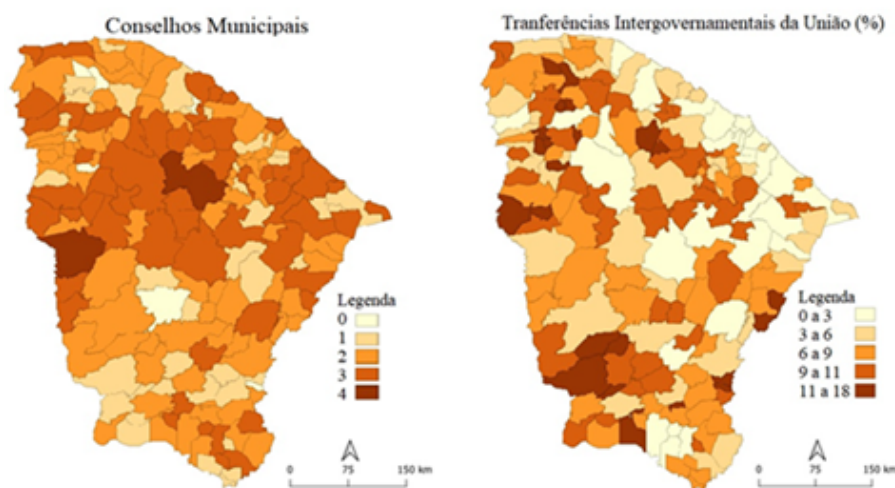 Conselhos Municipais
Legenda
0
1
2
3
4
0 75 150 km
Tranferências Intergovernamentais da União (%)
Legenda
0 a 3
3 a 6
6 a 9
9 a 11
11 a 18
0 75 150 km